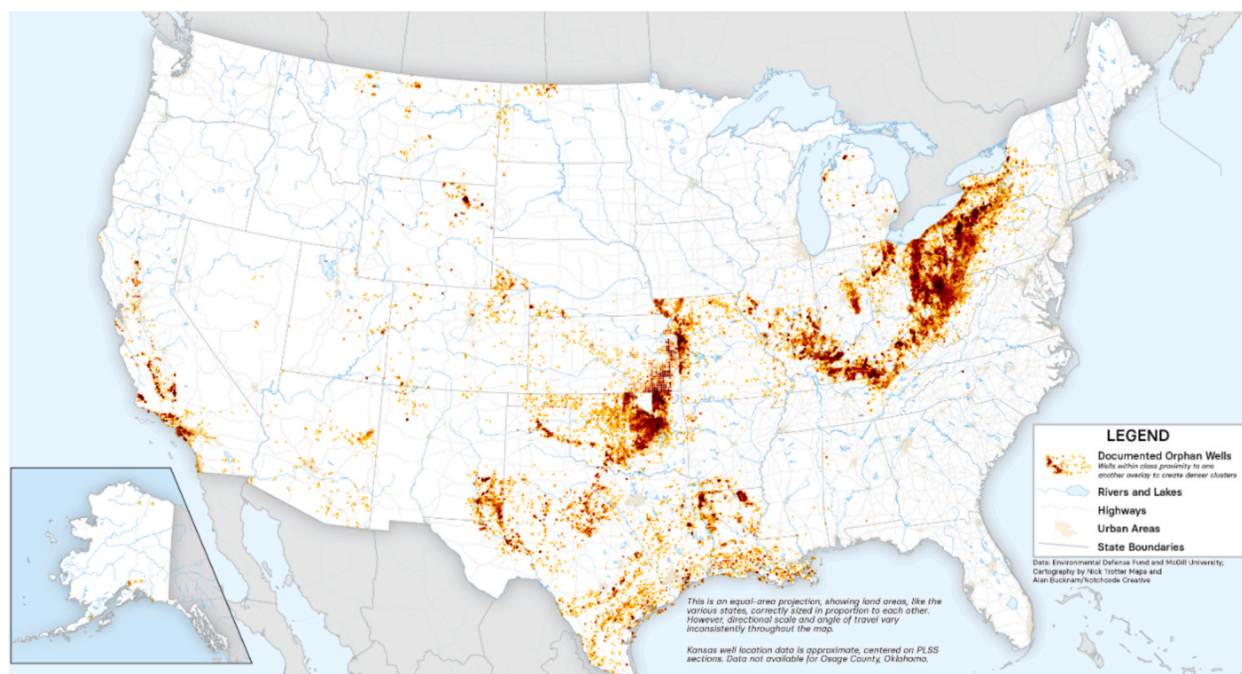 LEGEND
Documented Orphan Wells
Wells within close proximity to one
another overlay to create denser clusters
Rivers and Lakes
Highways
Urban Areas
State Boundaries
Data: Environmental Defense Fund and McGill University;
Cartography by Nick Trotter Maps and
Alan Bucknam/Notchcode Creative
This is an equal-area projection, showing land areas, like the
various states, correctly sized in proportion to each other.
However, directional scale and angle of travel vary
inconsistently throughout the map.
Kansas well location data is approximate, centered on PLSS
sections. Data not available for Osage County, Oklahoma.